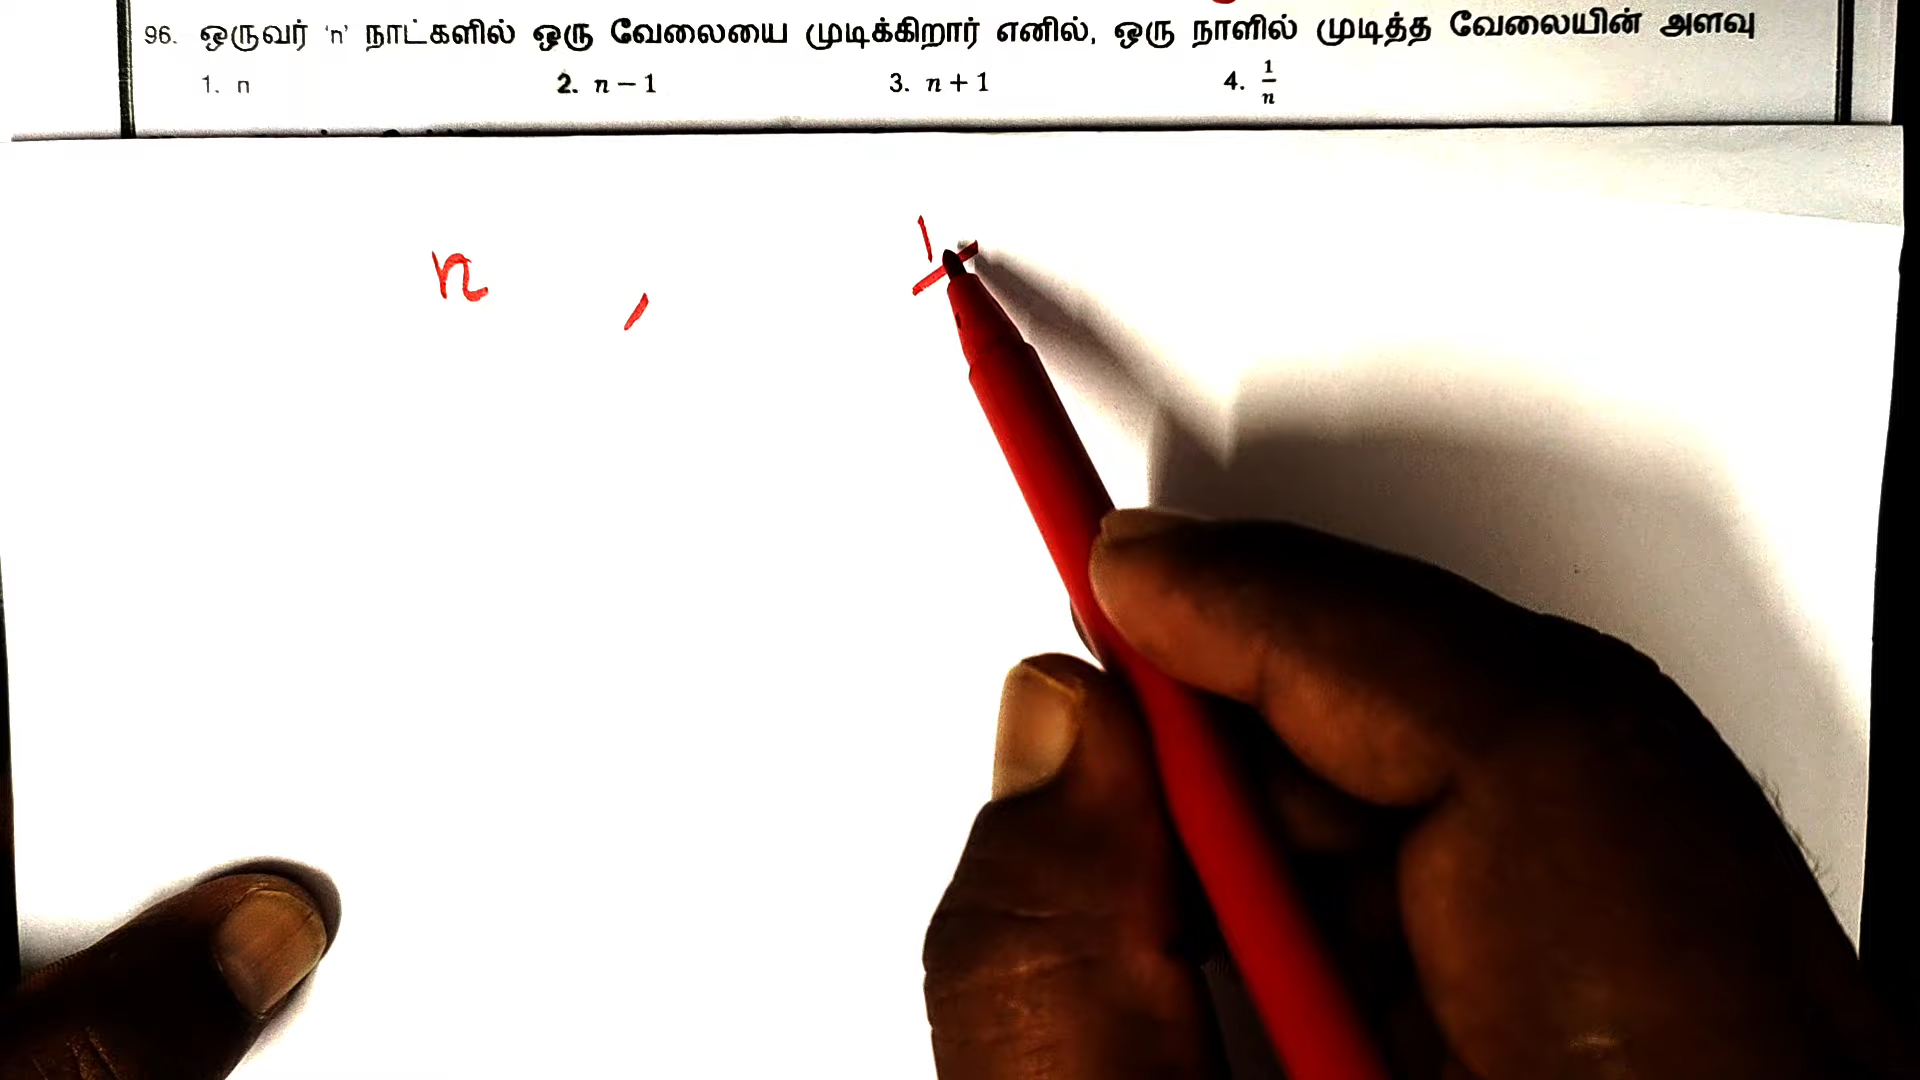 96. ஒருவர் 'n' நாட்களில் ஒரு வேலையை முடிக்கிறார் எனில், ஒரு நாளில் முடித்த வேலையின் அளவு
1. n 2. n − 1 3. n + 1 4. 1/n
n , 1